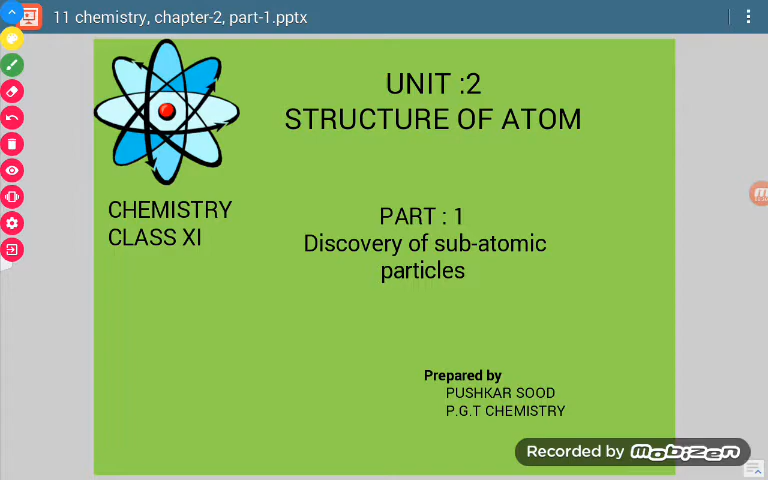 11 chemistry, chapter-2, part-1.pptx
UNIT :2
STRUCTURE OF ATOM
CHEMISTRY
CLASS XI
PART : 1
Discovery of sub-atomic
particles
Prepared by
PUSHKAR SOOD
P.G.T CHEMISTRY
Recorded by mobizen